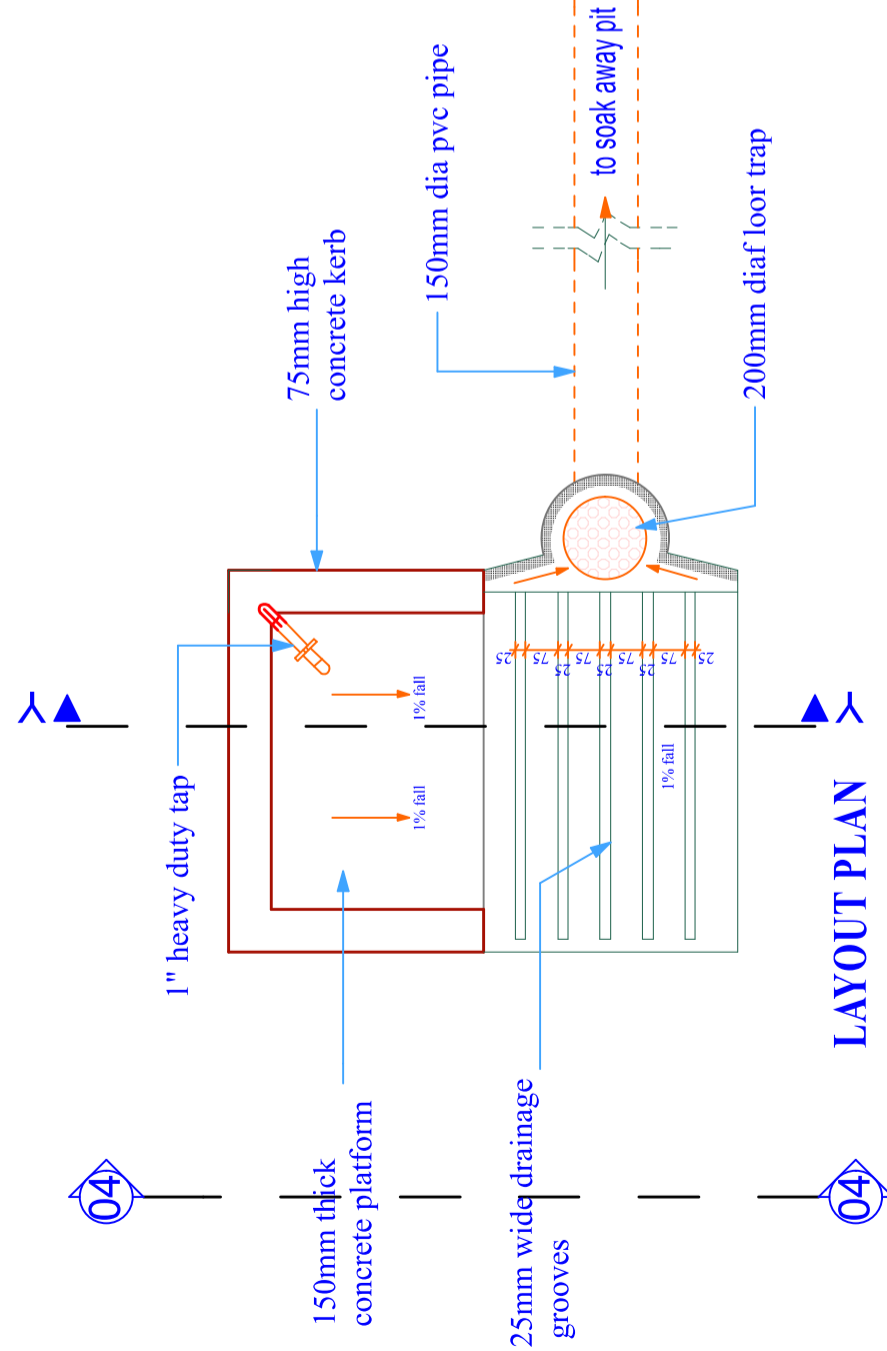 Y
Y
04
04
1" heavy duty tap
150mm thick
concrete platform
75mm high
concrete kerb
150mm dia pvc pipe
to soak away pit
200mm diaf loor trap
25mm wide drainage
grooves
1% fall
1% fall
1% fall
25
75
25
75
25
75
25
75
25
LAYOUT PLAN